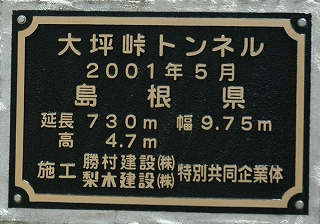 大坪峠トンネル
2001年5月
島根県
延長 730m 幅 9.75m
高 4.7m
施工 勝村建設㈱ 特別共同企業体
梨木建設㈱